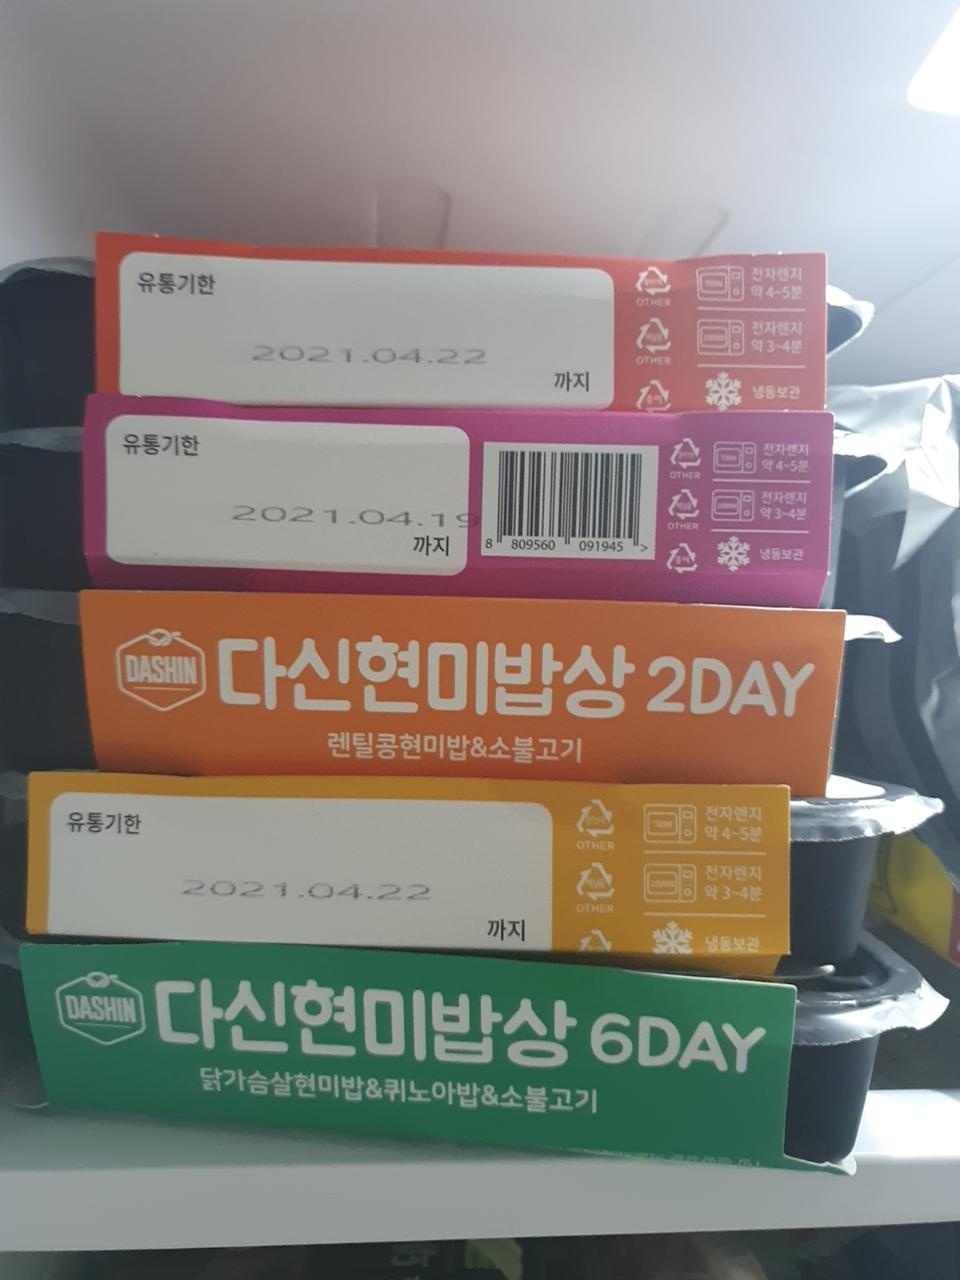 유통기한
2021.04.22
까지
OTHER
OTHER
전자렌지
약 4~5분
전자렌지
약 3~4분
냉동보관
유통기한
2021.04.19
까지
8 809560 091945 >
OTHER
OTHER
전자렌지
약 4~5분
전자렌지
약 3~4분
냉동보관
DASHIN
다신현미밥상 2DAY
렌틸콩현미밥&소불고기
유통기한
2021.04.22
까지
OTHER
OTHER
700W
전자렌지
약 4~5분
1000W
전자렌지
약 3~4분
냉동보관
DASHIN
다신현미밥상 6DAY
닭가슴살현미밥&퀴노아밥&소불고기